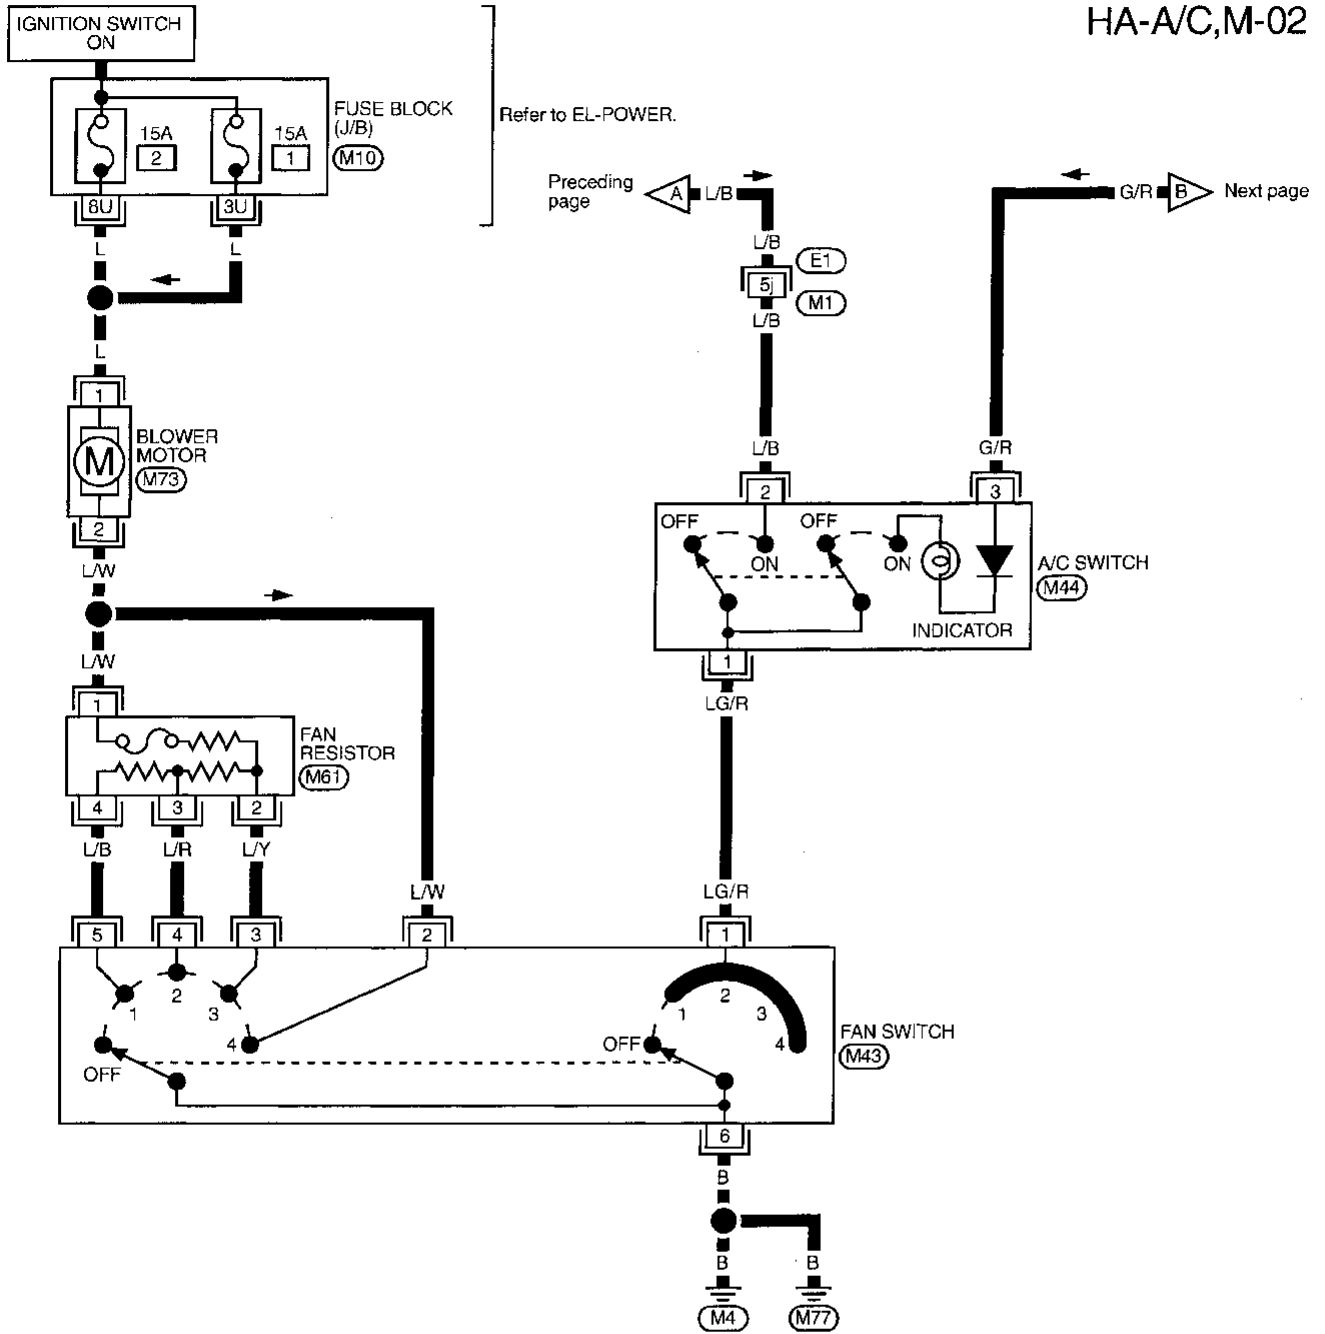 HA-A/C,M-02
IGNITION SWITCH
ON
FUSE BLOCK
(J/B)
M10
15A
2
15A
1
Refer to EL-POWER.
8U
3U
L
L
L
Preceding
page
A
L/B
G/R
B
Next page
L/B
E1
5j
M1
L/B
1
BLOWER
MOTOR
M
M73
2
L/B
G/R
2
3
OFF
OFF
ON
ON
A/C SWITCH
M44
INDICATOR
1
LG/R
L/W
L/W
1
FAN
RESISTOR
M61
4
3
2
L/B
L/R
L/Y
L/W
LG/R
5
4
3
2
1
1
2
3
4
OFF
1
2
3
4
OFF
FAN SWITCH
M43
6
B
B
B
M4
M77